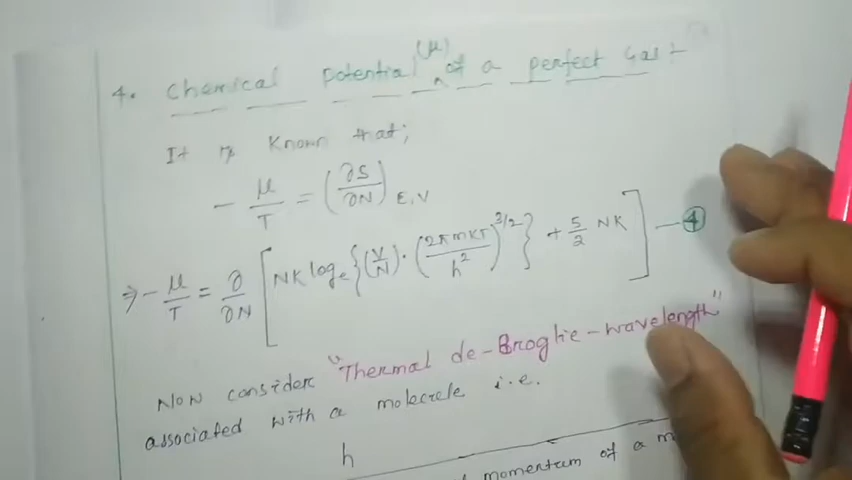 4. Chemical potential (μ) of a perfect Gas :-
It is known that;
- μ/T = (∂S/∂N) E,V
⇒ - μ/T = ∂/∂N [ NK logₑ { (V/N) · (2πmKT/h²)^3/2 } + 5/2 NK ] — ④
Now consider "Thermal de-Broglie-wavelength"
associated with a molecule i.e.
h
momentum of a m